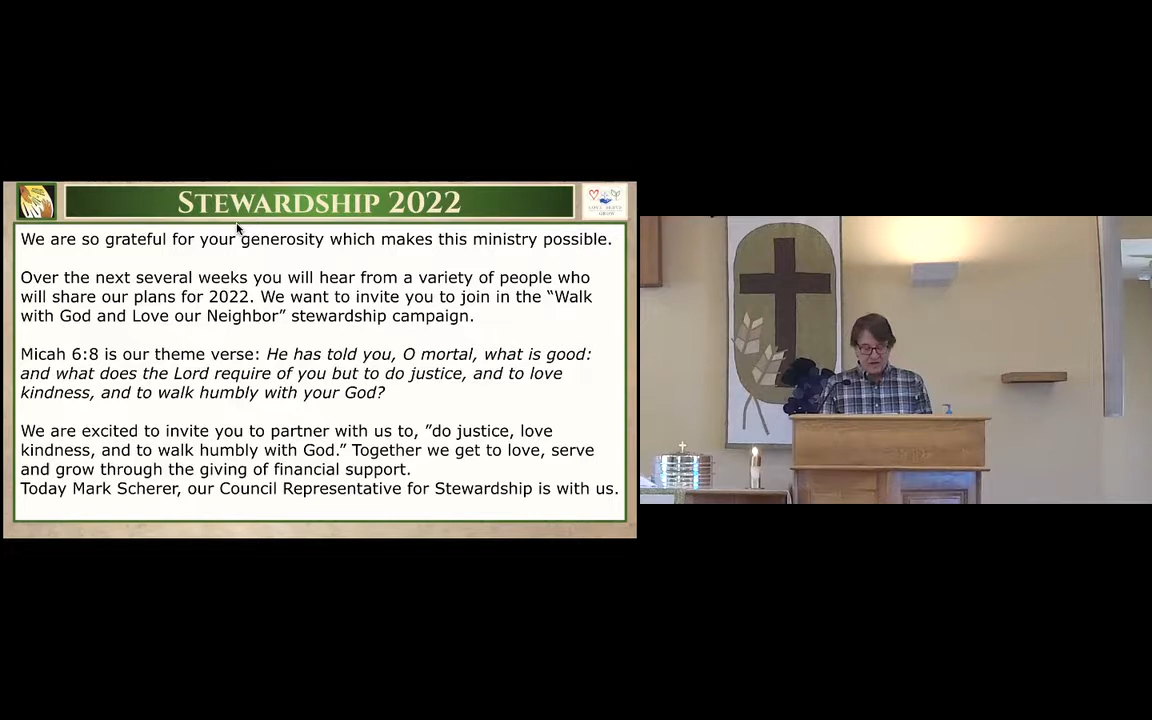 STEWARDSHIP 2022
We are so grateful for your generosity which makes this ministry possible.
Over the next several weeks you will hear from a variety of people who
will share our plans for 2022. We want to invite you to join in the “Walk
with God and Love our Neighbor” stewardship campaign.
Micah 6:8 is our theme verse: He has told you, O mortal, what is good:
and what does the Lord require of you but to do justice, and to love
kindness, and to walk humbly with your God?
We are excited to invite you to partner with us to, ”do justice, love
kindness, and to walk humbly with God.” Together we get to love, serve
and grow through the giving of financial support.
Today Mark Scherer, our Council Representative for Stewardship is with us.